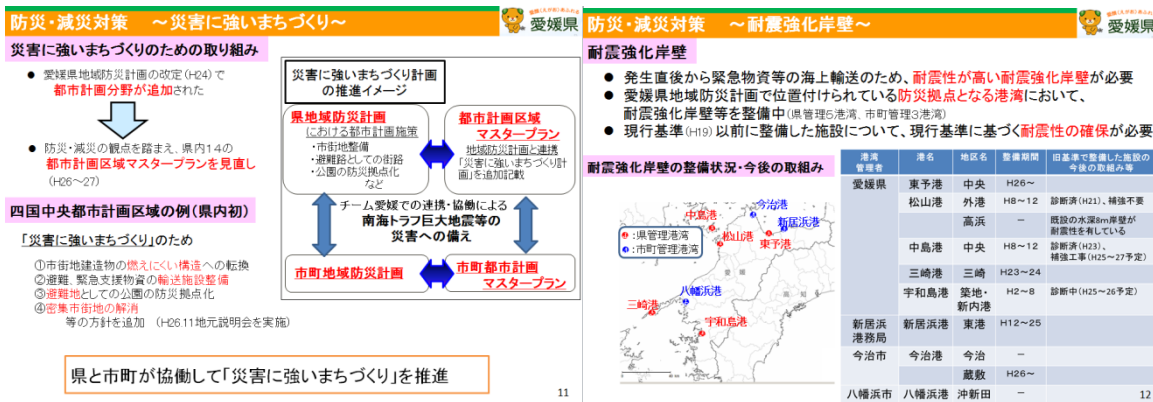 防災・減災対策　～災害に強いまちづくり～
愛媛県
災害に強いまちづくりのための取り組み
● 愛媛県地域防災計画の改定(H24)で
都市計画分野が追加された
● 防災・減災の観点を踏まえ、県内14の
都市計画区域マスタープランを見直し
(H26～27)
四国中央都市計画区域の例(県内初)
「災害に強いまちづくり」のため
①市街地建造物の燃えにくい構造への転換
②避難、緊急支援物資の輸送施設整備
③避難地としての公園の防災拠点化
④密集市街地の解消
等の方針を追加　(H26.11地元説明会を実施)
災害に強いまちづくり計画
の推進イメージ
県地域防災計画
における都市計画施策
・市街地整備
・避難路としての街路
・公園の防災拠点化
など
都市計画区域
マスタープラン
地域防災計画と連携
「災害に強いまちづくり計
画」を追加記載
チーム愛媛での連携・協働による
南海トラフ巨大地震等の
災害への備え
市町地域防災計画
市町都市計画
マスタープラン
県と市町が協働して「災害に強いまちづくり」を推進
11
防災・減災対策　～耐震強化岸壁～
愛媛県
耐震強化岸壁
● 発生直後から緊急物資等の海上輸送のため、耐震性が高い耐震強化岸壁が必要
● 愛媛県地域防災計画で位置付けられている防災拠点となる港湾において、
耐震強化岸壁等を整備中(県管理5港湾、市町管理3港湾)
● 現行基準(H19)以前に整備した施設について、現行基準に基づく耐震性の確保が必要
耐震強化岸壁の整備状況・今後の取組み
:県管理港湾
:市町管理港湾
中島港
今治港
新居浜港
松山港
東予港
八幡浜港
三崎港
宇和島港
港湾管理者 港名 地区名 整備期間 旧基準で整備した施設の今後の取組み等
愛媛県 東予港 中央 H26～
松山港 外港 H8～12 診断済(H21)、補強不要
高浜 － 既設の水深8m岸壁が耐震性を有している
中島港 中央 H8～12 診断済(H23)、補強工事(H25～27予定)
三崎港 三崎 H23～24
宇和島港 築地・新内港 H2～8 診断中(H25～26予定)
新居浜港務局 新居浜港 東港 H12～25
今治市 今治港 今治 －
蔵敷 H26～
八幡浜市 八幡浜港 沖新田 －
12